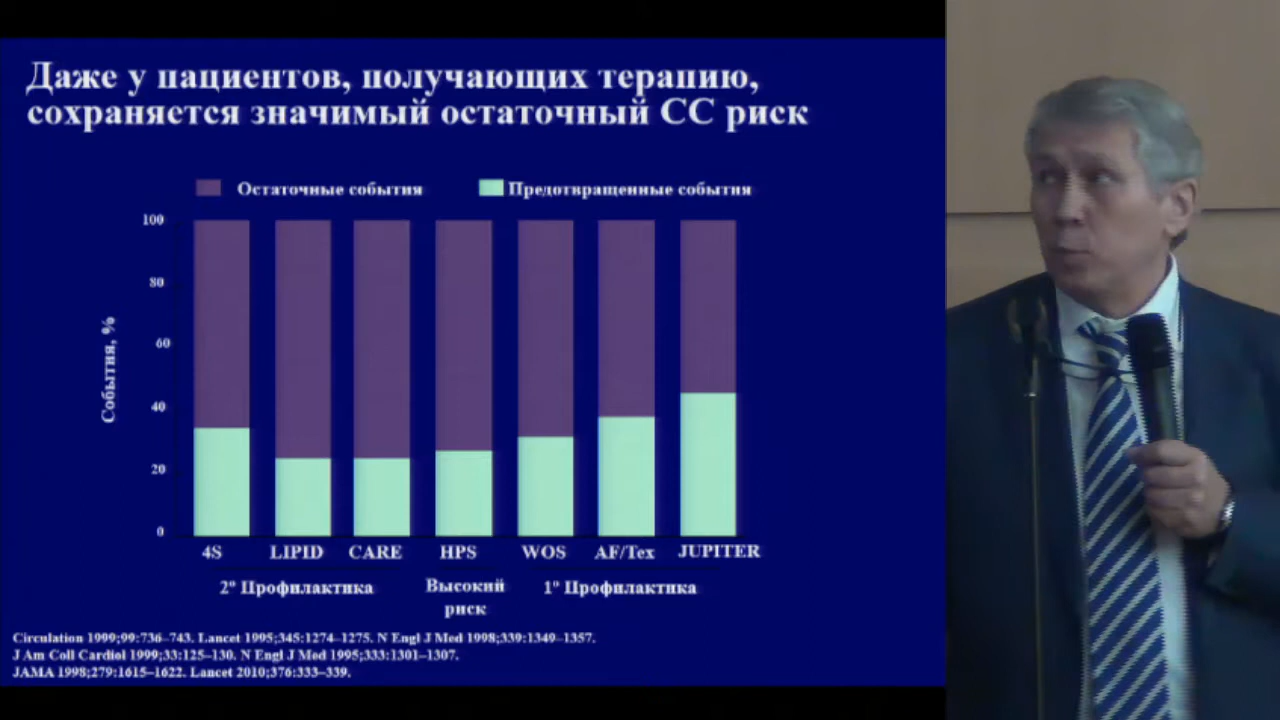 Даже у пациентов, получающих терапию,
сохраняется значимый остаточный СС риск
Остаточные события
Предотвращенные события
События, %
100
80
60
40
20
0
4S LIPID CARE HPS WOS AF/Tex JUPITER
2º Профилактика
Высокий
риск
1º Профилактика
Circulation 1999;99:736–743. Lancet 1995;345:1274–1275. N Engl J Med 1998;339:1349–1357.
J Am Coll Cardiol 1999;33:125–130. N Engl J Med 1995;333:1301–1307.
JAMA 1998;279:1615–1622. Lancet 2010;376:333–339.